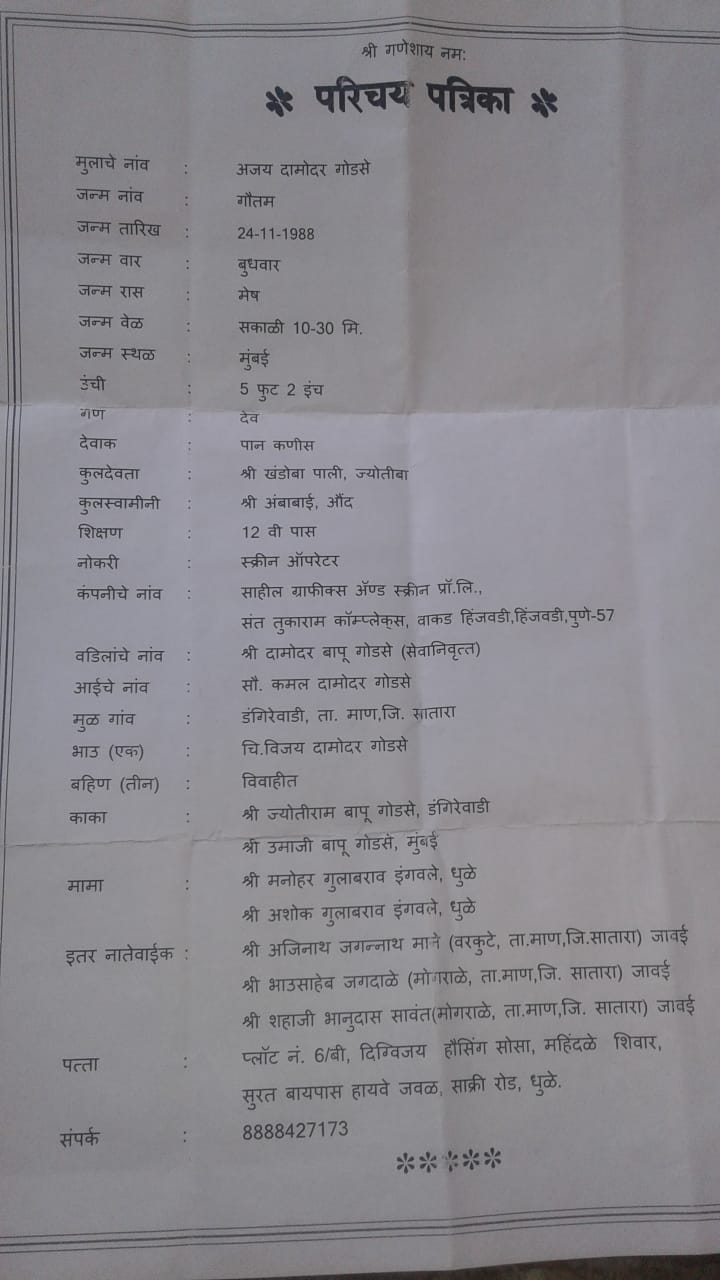 श्री गणेशाय नमः
परिचय पत्रिका
मुलाचे नांव : अजय दामोदर गोडसे
जन्म नांव : गौतम
जन्म तारिख : 24-11-1988
जन्म वार : बुधवार
जन्म रास : मेष
जन्म वेळ : सकाळी 10-30 मि.
जन्म स्थळ : मुंबई
उंची : 5 फुट 2 इंच
गण : देव
देवाक : पान कणीस
कुलदेवता : श्री खंडोबा पाली, ज्योतीबा
कुलस्वामीनी : श्री अंबाबाई, औंद
शिक्षण : 12 वी पास
नोकरी : स्क्रीन ऑपरेटर
कंपनीचे नांव : साहील ग्राफीक्स ॲण्ड स्क्रीन प्रॉ.लि.,
संत तुकाराम कॉम्प्लेक्स, वाकड हिंजवडी,हिंजवडी,पुणे-57
वडिलांचे नांव : श्री दामोदर बापू गोडसे (सेवानिवृत्त)
आईचे नांव : सौ. कमल दामोदर गोडसे
मुळ गांव : डंगिरेवाडी, ता. माण,जि. सातारा
भाउ (एक) : चि.विजय दामोदर गोडसे
बहिण (तीन) : विवाहीत
काका : श्री ज्योतीराम बापू गोडसे, डंगिरेवाडी
श्री उमाजी बापू गोडसे, मुंबई
मामा : श्री मनोहर गुलाबराव इंगवले, धुळे
श्री अशोक गुलाबराव इंगवले, धुळे
इतर नातेवाईक : श्री अजिनाथ जगन्नाथ माने (वरकुटे, ता.माण,जि.सातारा) जावई
श्री भाउसाहेब जगदाळे (मोगराळे, ता.माण,जि. सातारा) जावई
श्री शहाजी भानुदास सावंत(मोगराळे, ता.माण,जि. सातारा) जावई
पत्ता : प्लॉट नं. 6/बी, दिग्विजय हौसिंग सोसा, महिंदळे शिवार,
सुरत बायपास हायवे जवळ, साक्री रोड, धुळे.
संपर्क : 8888427173